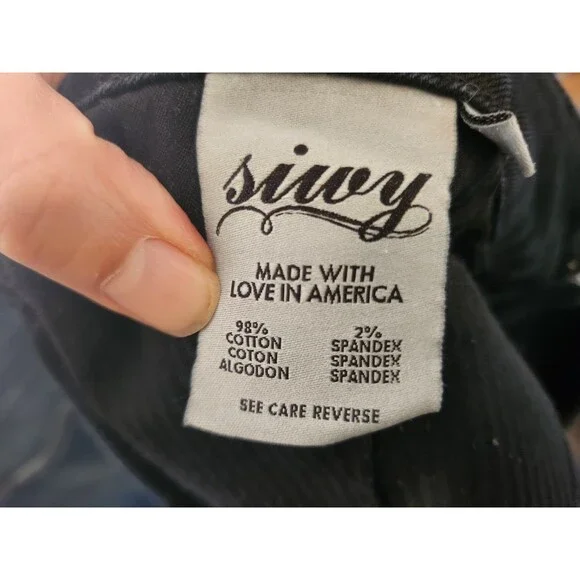 siwy
MADE WITH
LOVE IN AMERICA
98%
COTTON
COTON
ALGODON
2%
SPANDEX
SPANDEX
SPANDEX
SEE CARE REVERSE